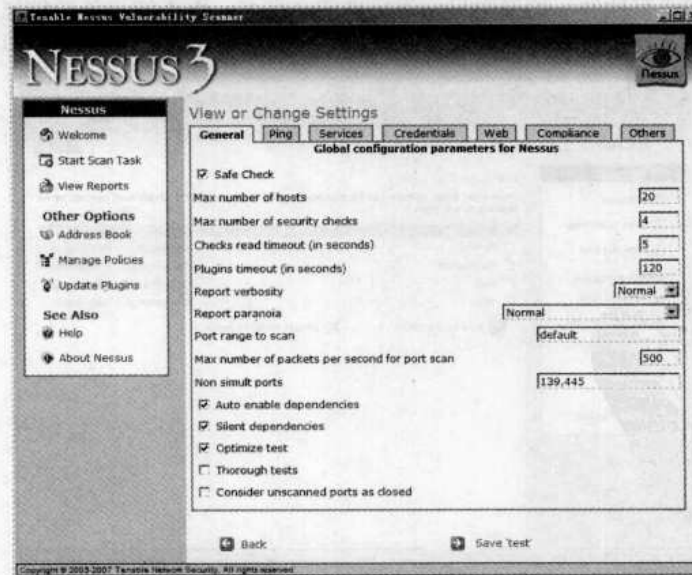 Tenable Nessus Vulnerability Scanner
NESSUS 3
Nessus
Nessus
Welcome
Start Scan Task
View Reports
Other Options
Address Book
Manage Policies
Update Plugins
See Also
Help
About Nessus
View or Change Settings
General Ping Services Credentials Web Compliance Others
Global configuration parameters for Nessus
Safe Check
Max number of hosts 20
Max number of security checks 4
Checks read timeout (in seconds) 5
Plugins timeout (in seconds) 120
Report verbosity Normal
Report paranoia Normal
Port range to scan default
Max number of packets per second for port scan 500
Non simult ports 139,445
Auto enable dependencies
Silent dependencies
Optimize test
Thorough tests
Consider unscanned ports as closed
Back Save 'test'
Copyright © 2003-2007 Tenable Network Security, All rights reserved